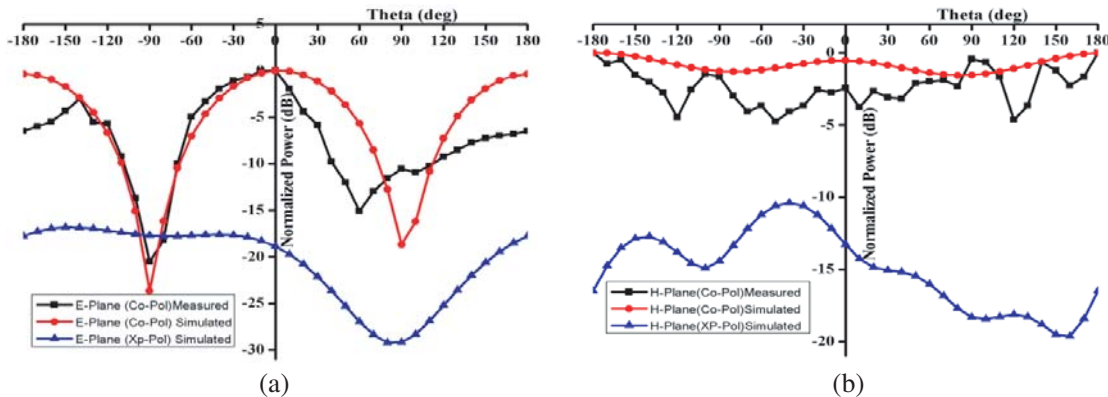 Theta (deg)
-180 -150 -120 -90 -60 -30 0 30 60 90 120 150 180
5
0
-5
-10
-15
-20
-25
-30
Normalized Power (dB)
E-Plane (Co-Pol)Measured
E-Plane (Co-Pol) Simulated
E-Plane (Xp-Pol) Simulated
(a)
Theta (deg)
-180 -150 -120 -90 -60 -30 0 30 60 90 120 150 180
0
-5
-10
-15
-20
Normalized Power (dB)
H-Plane(Co-Pol)Measured
H-Plane(Co-Pol)Simulated
H-Plane(XP-Pol)Simulated
(b)